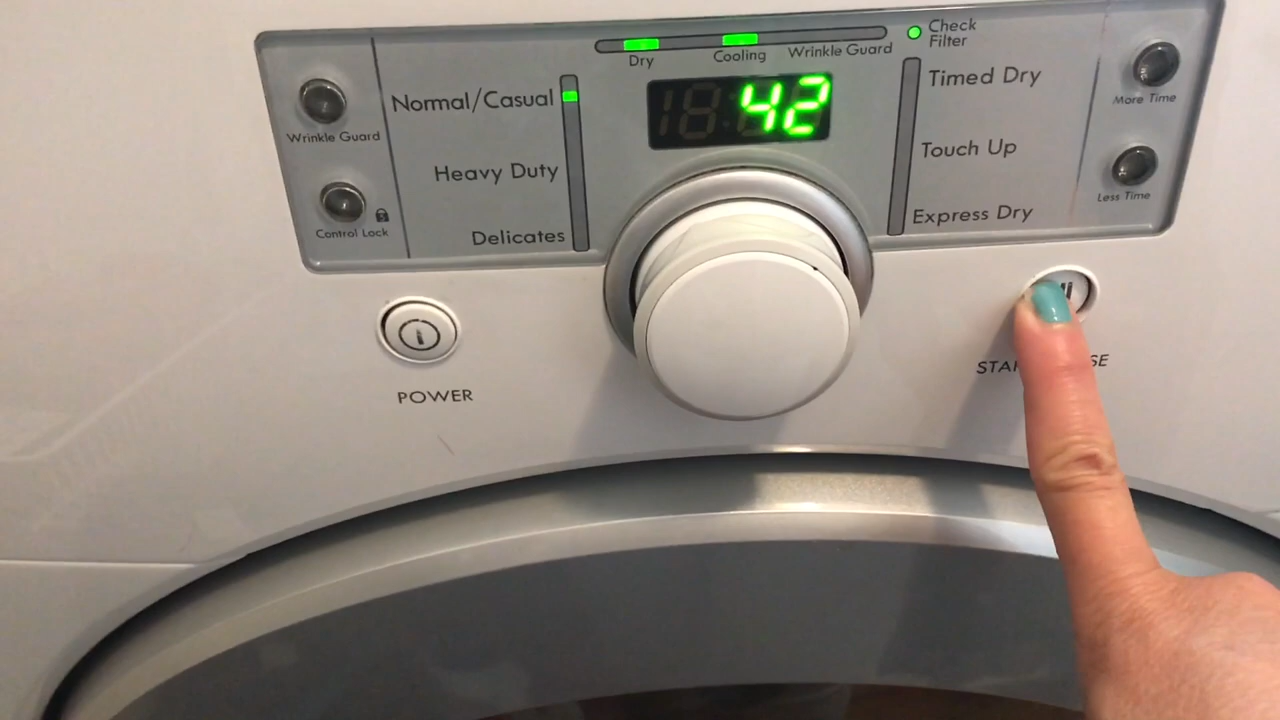 Check
Filter
Dry
Cooling
Wrinkle Guard
Normal/Casual
42
Timed Dry
More Time
Wrinkle Guard
Heavy Duty
Touch Up
Control Lock
Less Time
Delicates
Express Dry
POWER